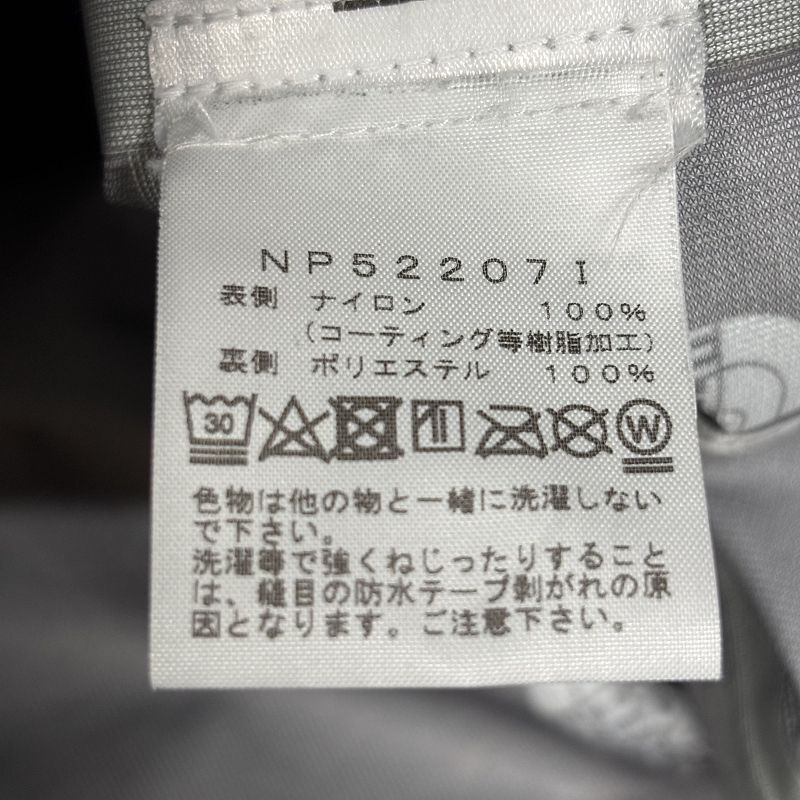 NP52207I
表側 ナイロン 100%
(コーティング等樹脂加工)
裏側 ポリエステル 100%
30 W
色物は他の物と一緒に洗濯しない
で下さい。
洗濯等で強くねじったりすること
は、縫目の防水テープ剥がれの原
因となります。ご注意下さい。